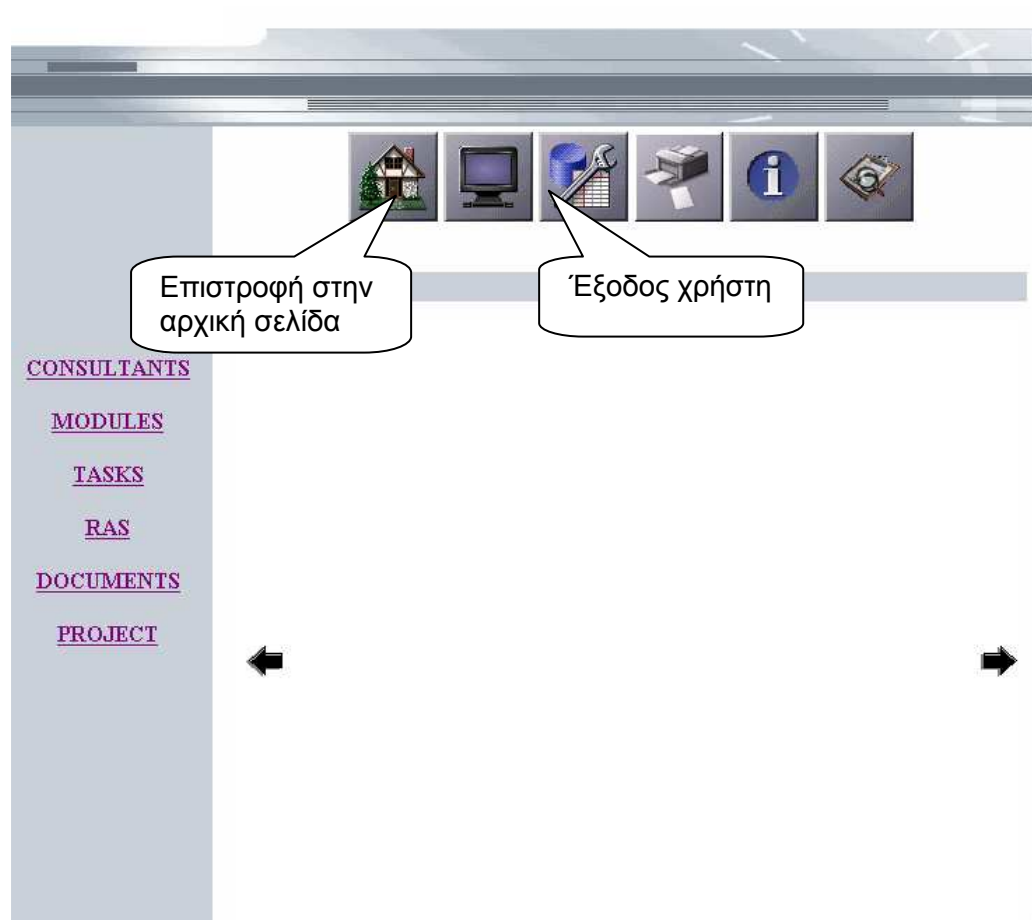 Επιστροφή στην
αρχική σελίδα
Έξοδος χρήστη
CONSULTANTS
MODULES
TASKS
RAS
DOCUMENTS
PROJECT